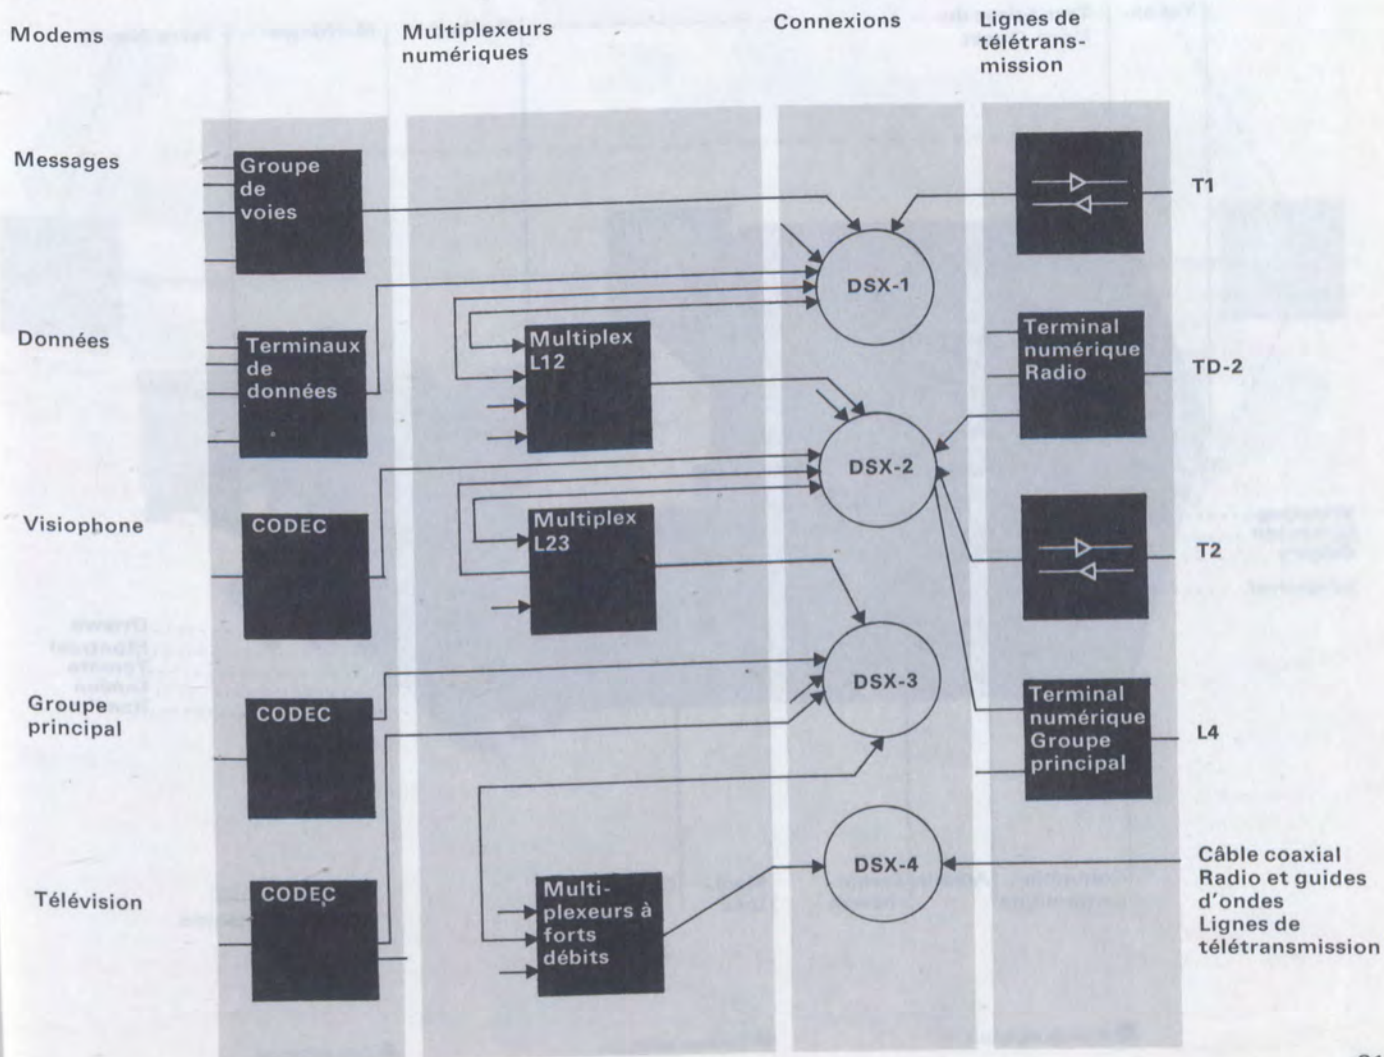 Modems
Multiplexeurs
numériques
Connexions
Lignes de
télétrans-
mission
Messages
Groupe
de
voies
DSX-1
T1
Données
Terminaux
de
données
Multiplex
L12
Terminal
numérique
Radio
TD-2
DSX-2
Visiophone
CODEC
Multiplex
L23
T2
Groupe
principal
CODEC
DSX-3
Terminal
numérique
Groupe
principal
L4
Télévision
CODEC
Multi-
plexeurs à
forts
débits
DSX-4
Câble coaxial
Radio et guides
d'ondes
Lignes de
télétransmission